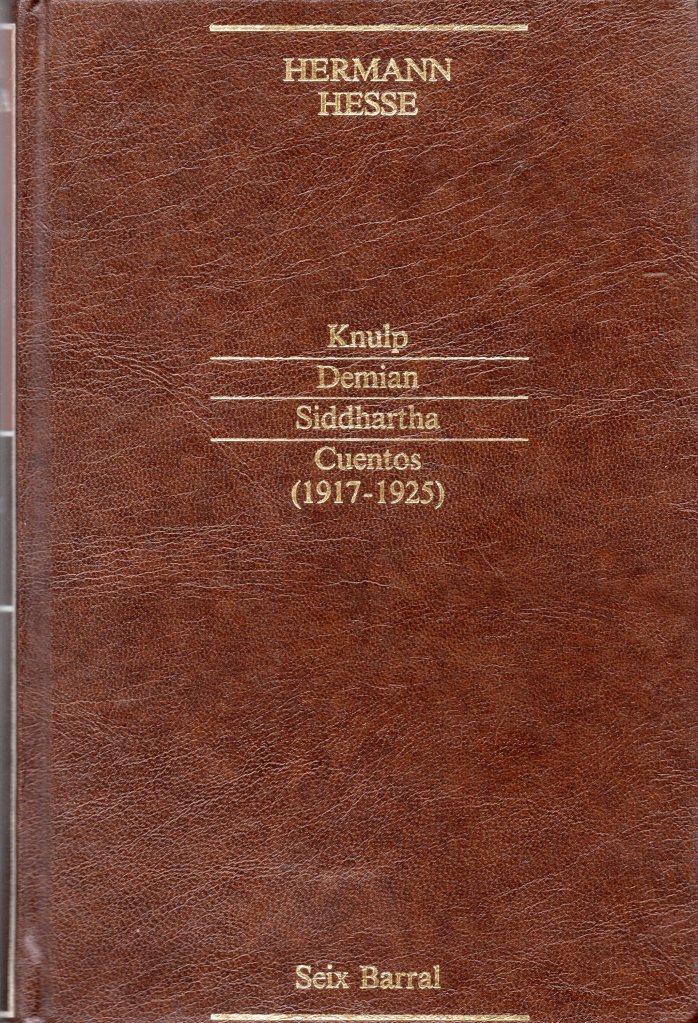 HERMANN
HESSE
Knulp
Demian
Siddhartha
Cuentos
(1917-1925)
Seix Barral